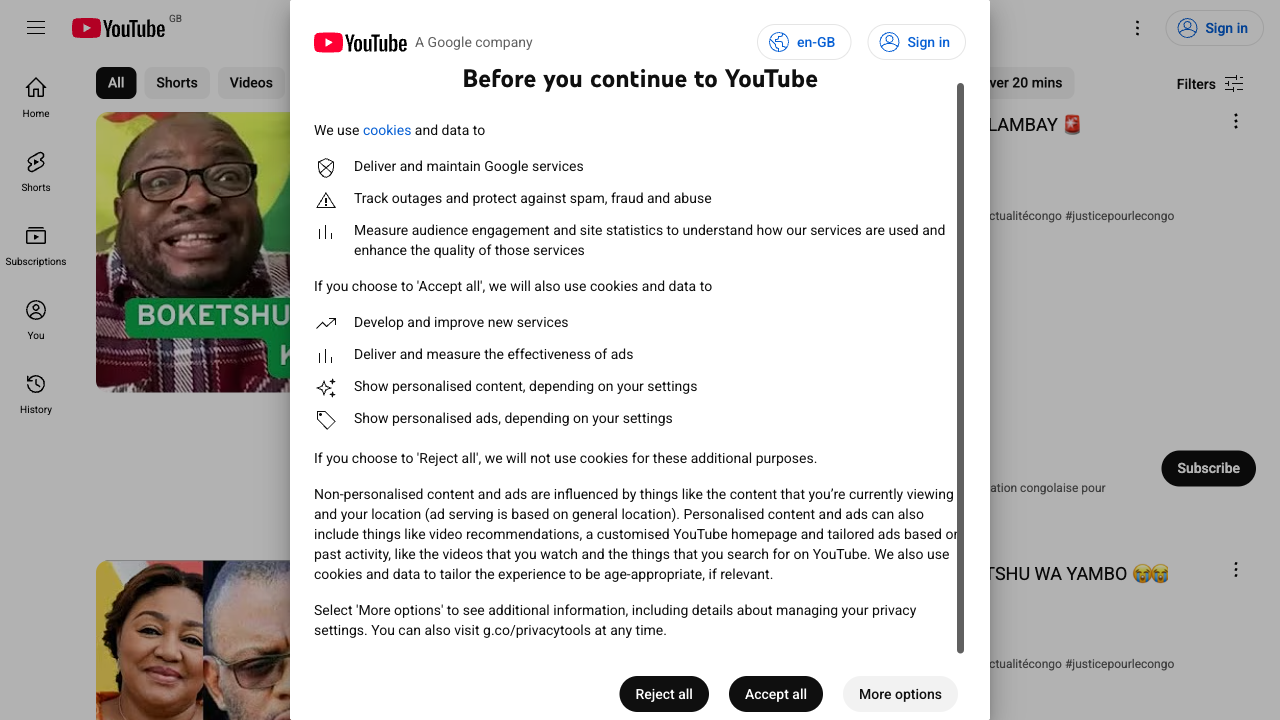 YouTube GB
Sign in
All
Shorts
Videos
ver 20 mins
Filters
Home
Shorts
Subscriptions
You
History
BOKETSHU
K
YouTube A Google company
en-GB
Sign in
Before you continue to YouTube
We use cookies and data to
Deliver and maintain Google services
Track outages and protect against spam, fraud and abuse
Measure audience engagement and site statistics to understand how our services are used and
enhance the quality of those services
If you choose to 'Accept all', we will also use cookies and data to
Develop and improve new services
Deliver and measure the effectiveness of ads
Show personalised content, depending on your settings
Show personalised ads, depending on your settings
If you choose to 'Reject all', we will not use cookies for these additional purposes.
Non-personalised content and ads are influenced by things like the content that you’re currently viewing
and your location (ad serving is based on general location). Personalised content and ads can also
include things like video recommendations, a customised YouTube homepage and tailored ads based on
past activity, like the videos that you watch and the things that you search for on YouTube. We also use
cookies and data to tailor the experience to be age-appropriate, if relevant.
Select 'More options' to see additional information, including details about managing your privacy
settings. You can also visit g.co/privacytools at any time.
Reject all
Accept all
More options
LAMBAY 🚨
ctualitécongo #justicepourlecongo
Subscribe
ation congolaise pour
TSHU WA YAMBO 😭😭
ctualitécongo #justicepourlecongo